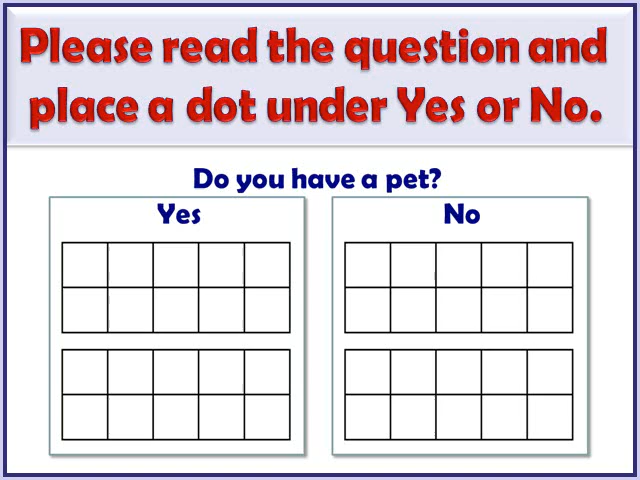 Please read the question and
place a dot under Yes or No.
Do you have a pet?
Yes
No